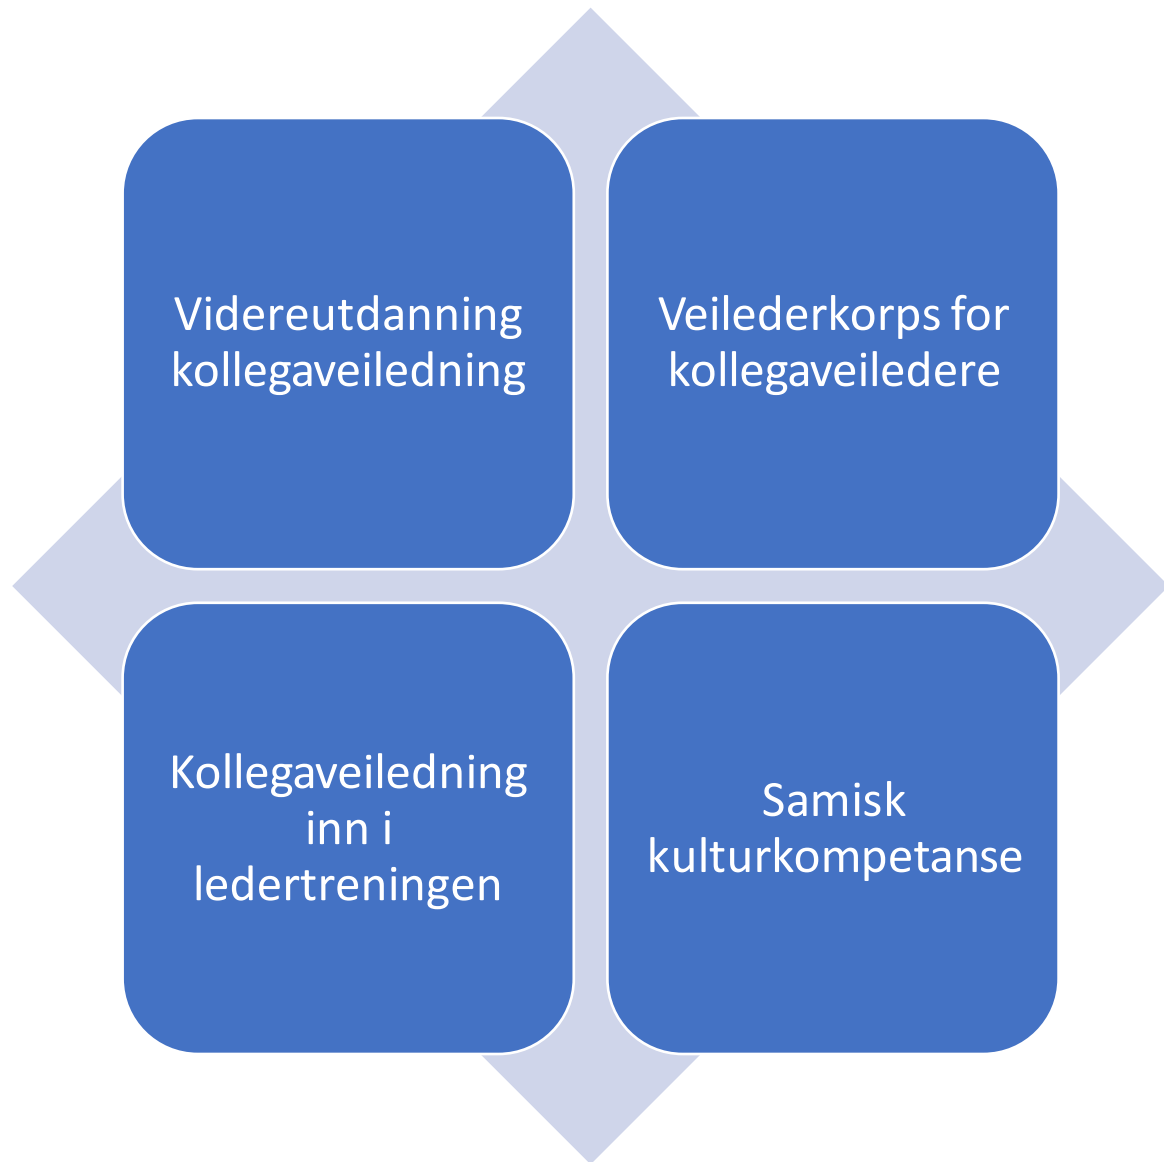 Videreutdanning
kollegaveiledning
Veilederkorps for
kollegaveiledere
Kollegaveiledning
inn i
ledertreningen
Samisk
kulturkompetanse